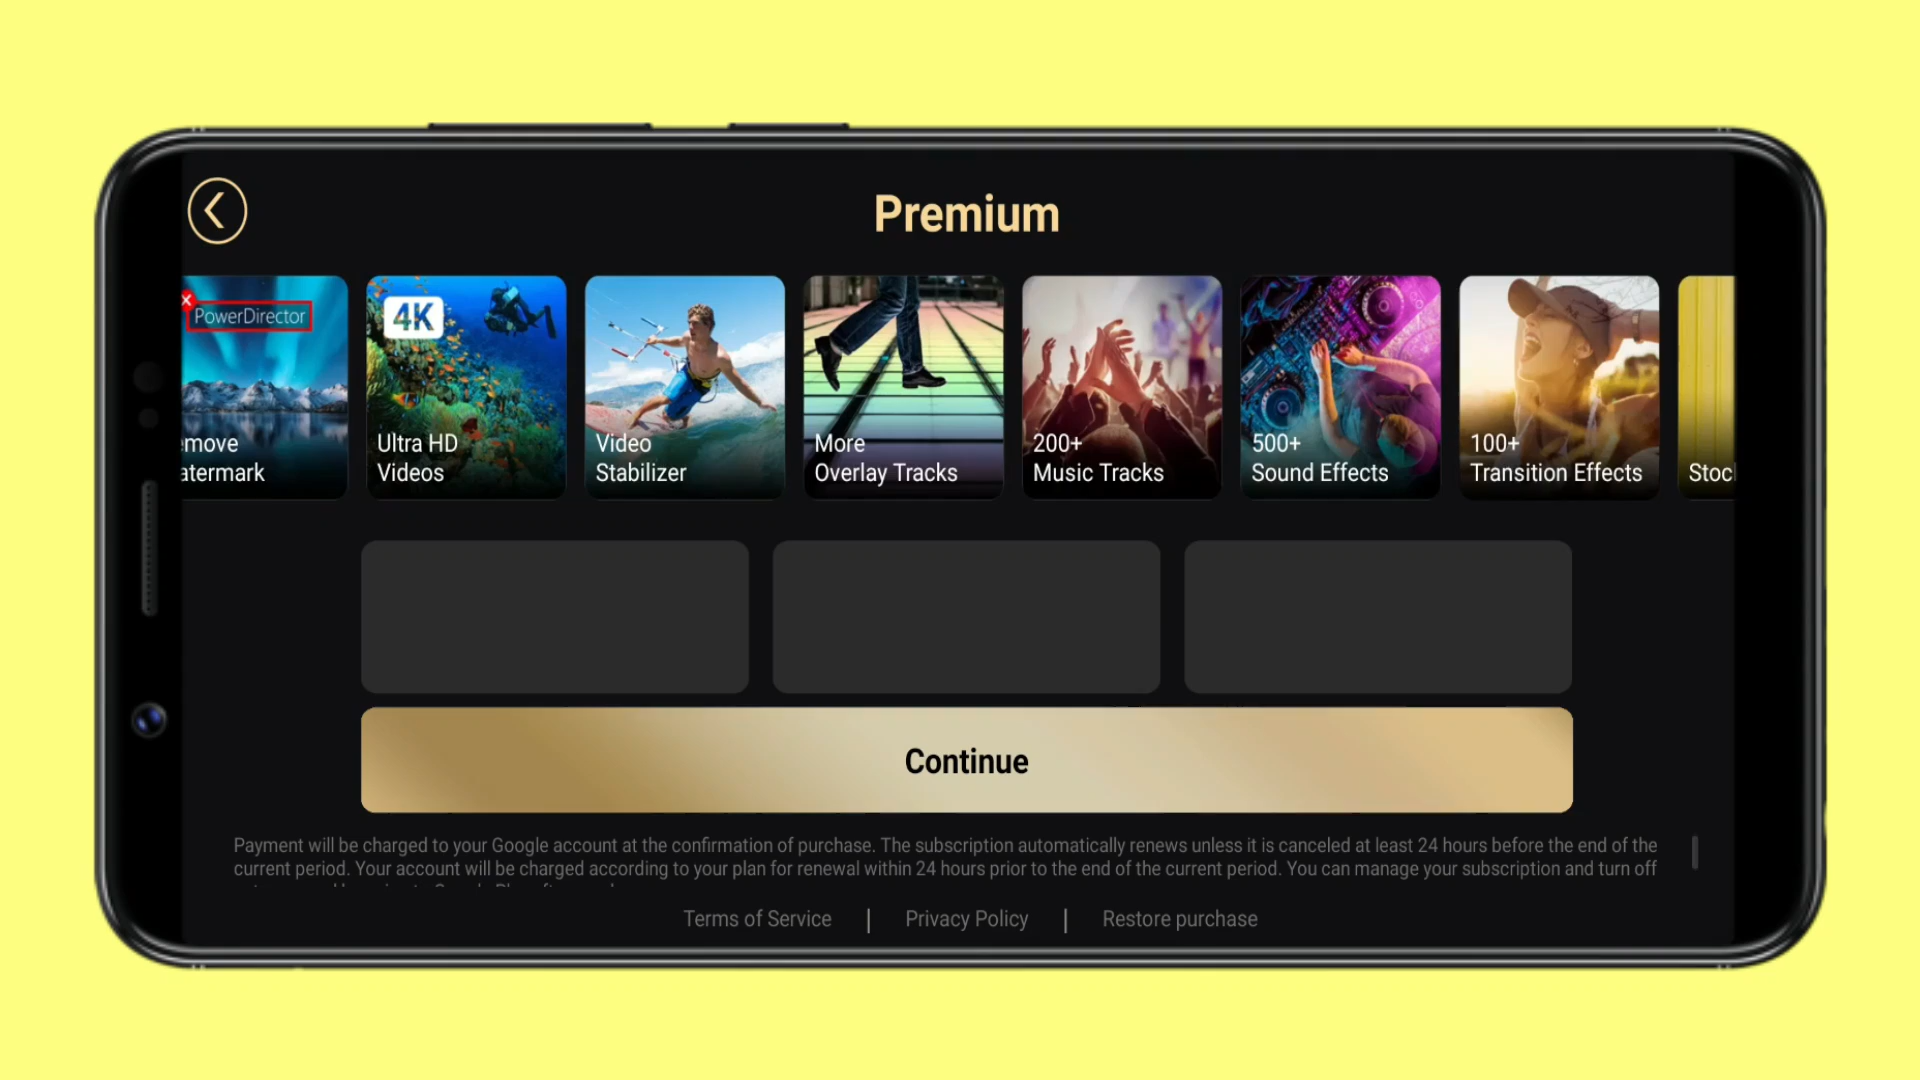 Premium
PowerDirector
emove
atermark
4K
Ultra HD
Videos
Video
Stabilizer
More
Overlay Tracks
200+
Music Tracks
500+
Sound Effects
100+
Transition Effects
Stoc
Continue
Payment will be charged to your Google account at the confirmation of purchase. The subscription automatically renews unless it is canceled at least 24 hours before the end of the
current period. Your account will be charged according to your plan for renewal within 24 hours prior to the end of the current period. You can manage your subscription and turn off
Terms of Service | Privacy Policy | Restore purchase